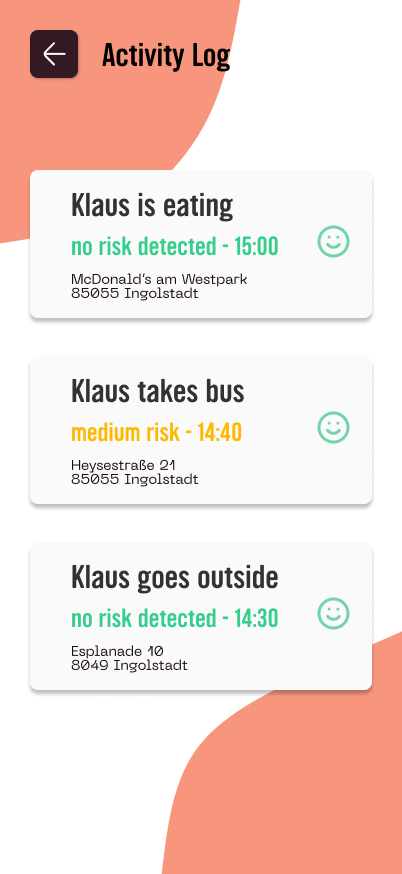 Activity Log
Klaus is eating
no risk detected - 15:00
McDonald's am Westpark
85055 Ingolstadt
Klaus takes bus
medium risk - 14:40
Heysestraße 21
85055 Ingolstadt
Klaus goes outside
no risk detected - 14:30
Esplanade 10
8049 Ingolstadt